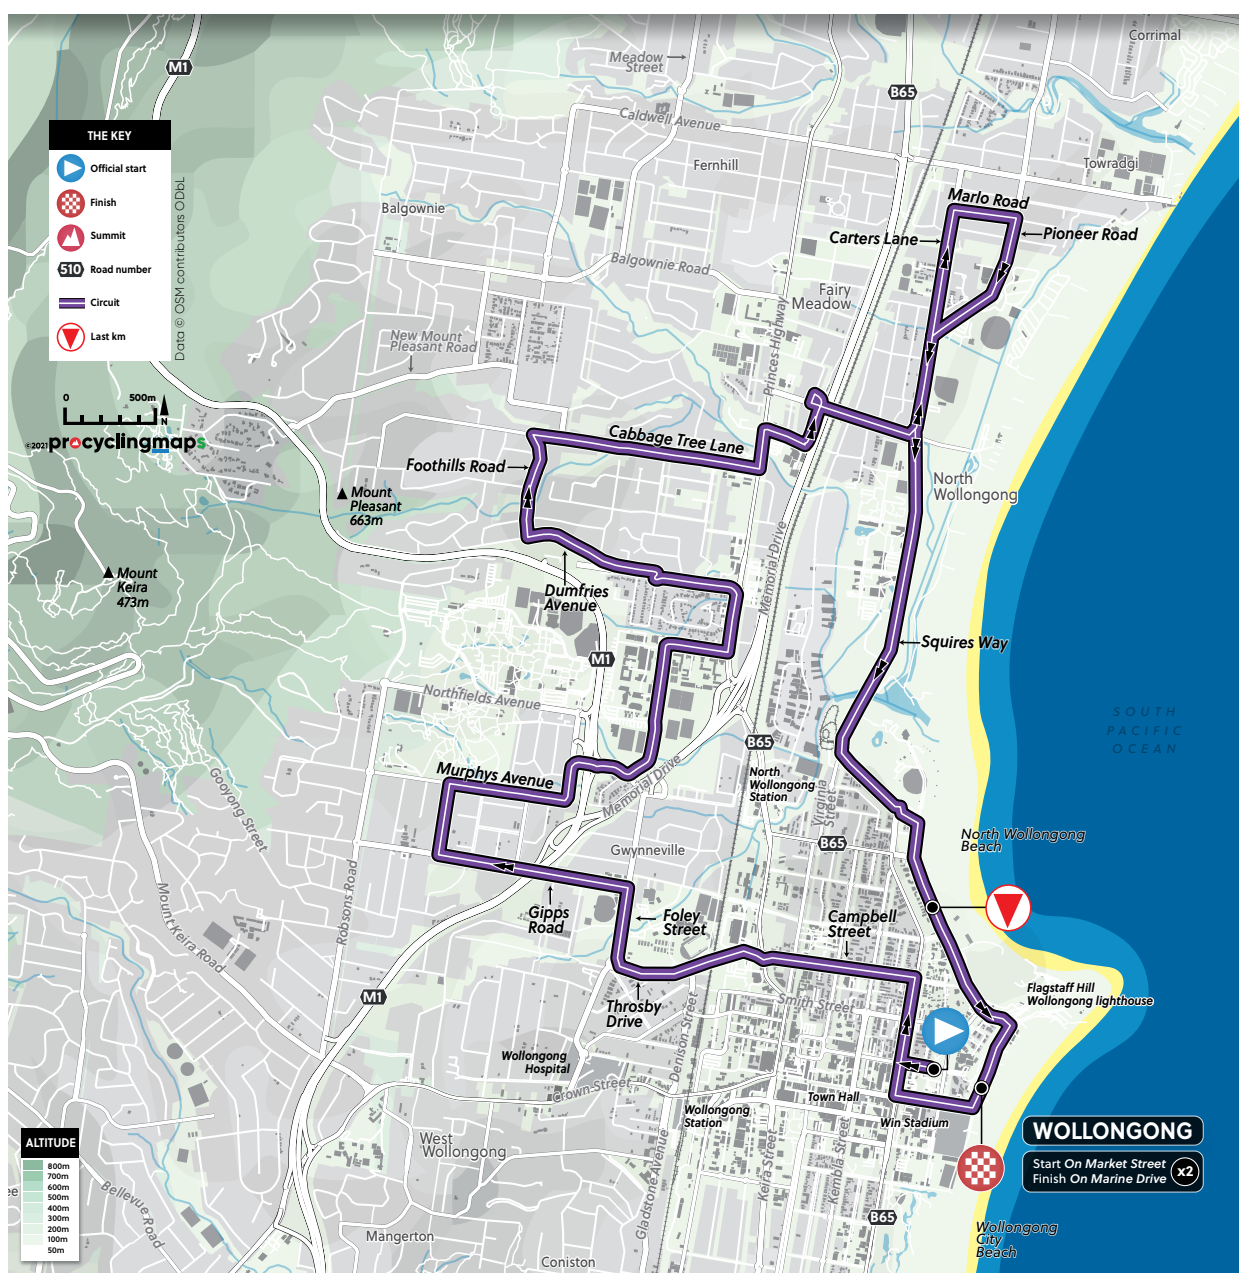 Corrimal
M1
Meadow
Street
B65
THE KEY
Official start
Finish
Summit
510 Road number
Circuit
Last km
Data © OSM contributors ODbL
Caldwell Avenue
Fernhill
Towradgi
Balgownie
Marlo Road
Carters Lane
Pioneer Road
Balgownie Road
Fairy
Meadow
New Mount
Pleasant Road
Princes Highway
0 500m
N
©2021 procyclingmaps
Cabbage Tree Lane
Foothills Road
North
Wollongong
Mount
Pleasant
663m
Mount
Keira
473m
Dumfries
Avenue
Memorial Drive
Squires Way
M1
Northfields Avenue
SOUTH
PACIFIC
OCEAN
B65
North
Wollongong
Station
Murphys Avenue
Memorial Drive
Virginia
Street
Goyong Street
North Wollongong
Beach
B65
Gwynneville
Mount Keira Road
Robsons Road
Gipps
Road
Foley
Street
Campbell
Street
M1
Flagstaff Hill
Wollongong lighthouse
Smith Street
Throsby
Drive
Denison Street
Wollongong
Hospital
Crown Street
Town Hall
Wollongong
Station
Win Stadium
WOLLONGONG
Start On Market Street
Finish On Marine Drive
x2
ALTITUDE
800m
700m
600m
500m
400m
300m
200m
100m
50m
ee
West
Wollongong
Bellevue Road
Gladstone Avenue
Keira Street
Kembla Street
B65
Mangerton
Coniston
Wollongong
City
Beach